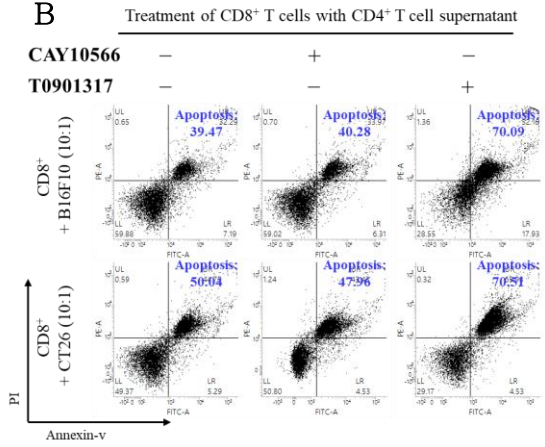 B
Treatment of CD8⁺ T cells with CD4⁺ T cell supernatant
CAY10566 − + −
T0901317 − − +
CD8⁺
+ B16F10 (10:1)
UL
0.65
Apoptosis:
39.47
PE-A
LL
59.88
LR
7.19
FITC-A
UL
0.70
Apoptosis:
40.28
PE-A
LL
59.02
LR
6.31
FITC-A
UL
1.36
Apoptosis:
70.09
PE-A
LL
28.55
LR
17.93
FITC-A
CD8⁺
+ CT26 (10:1)
UL
0.59
Apoptosis:
50.04
PE-A
LL
49.37
LR
5.29
FITC-A
UL
1.24
Apoptosis:
47.96
PE-A
LL
50.80
LR
4.53
FITC-A
UL
0.32
Apoptosis:
70.51
PE-A
LL
29.17
LR
4.53
FITC-A
PI
Annexin-v